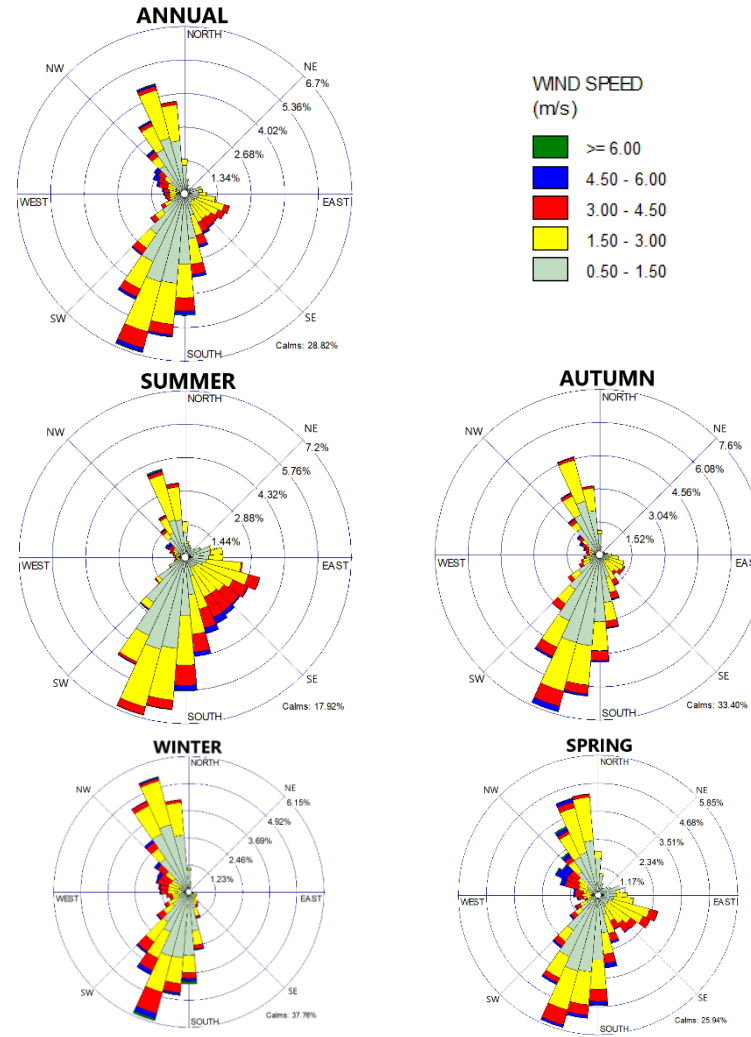 ANNUAL
NORTH
NW
NE
6.7%
5.36%
4.02%
2.68%
1.34%
WEST
EAST
SW
SE
SOUTH
Calms: 28.82%
WIND SPEED
(m/s)
>= 6.00
4.50 - 6.00
3.00 - 4.50
1.50 - 3.00
0.50 - 1.50
SUMMER
NORTH
NW
NE
7.2%
5.76%
4.32%
2.88%
1.44%
WEST
EAST
SW
SE
SOUTH
Calms: 17.92%
AUTUMN
NORTH
NW
NE
7.6%
6.08%
4.56%
3.04%
1.52%
WEST
EAST
SW
SE
SOUTH
Calms: 33.40%
WINTER
NORTH
NW
NE
6.15%
4.92%
3.69%
2.46%
1.23%
WEST
EAST
SW
SE
SOUTH
Calms: 37.76%
SPRING
NORTH
NW
NE
5.85%
4.68%
3.51%
2.34%
1.17%
WEST
EAST
SW
SE
SOUTH
Calms: 25.94%